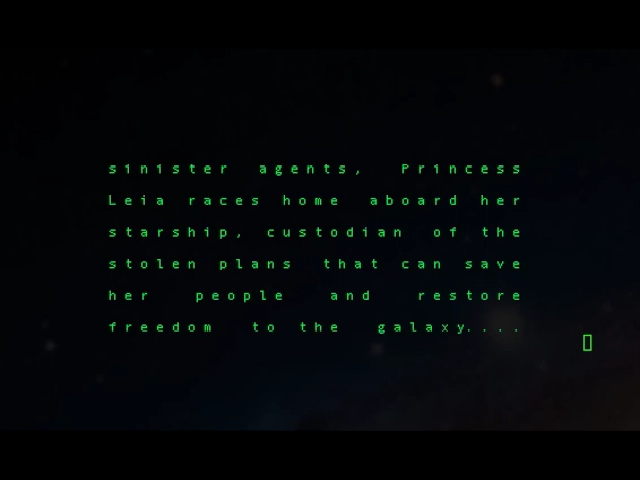 sinister agents, Princess
Leia races home aboard her
starship, custodian of the
stolen plans that can save
her people and restore
freedom to the galaxy....